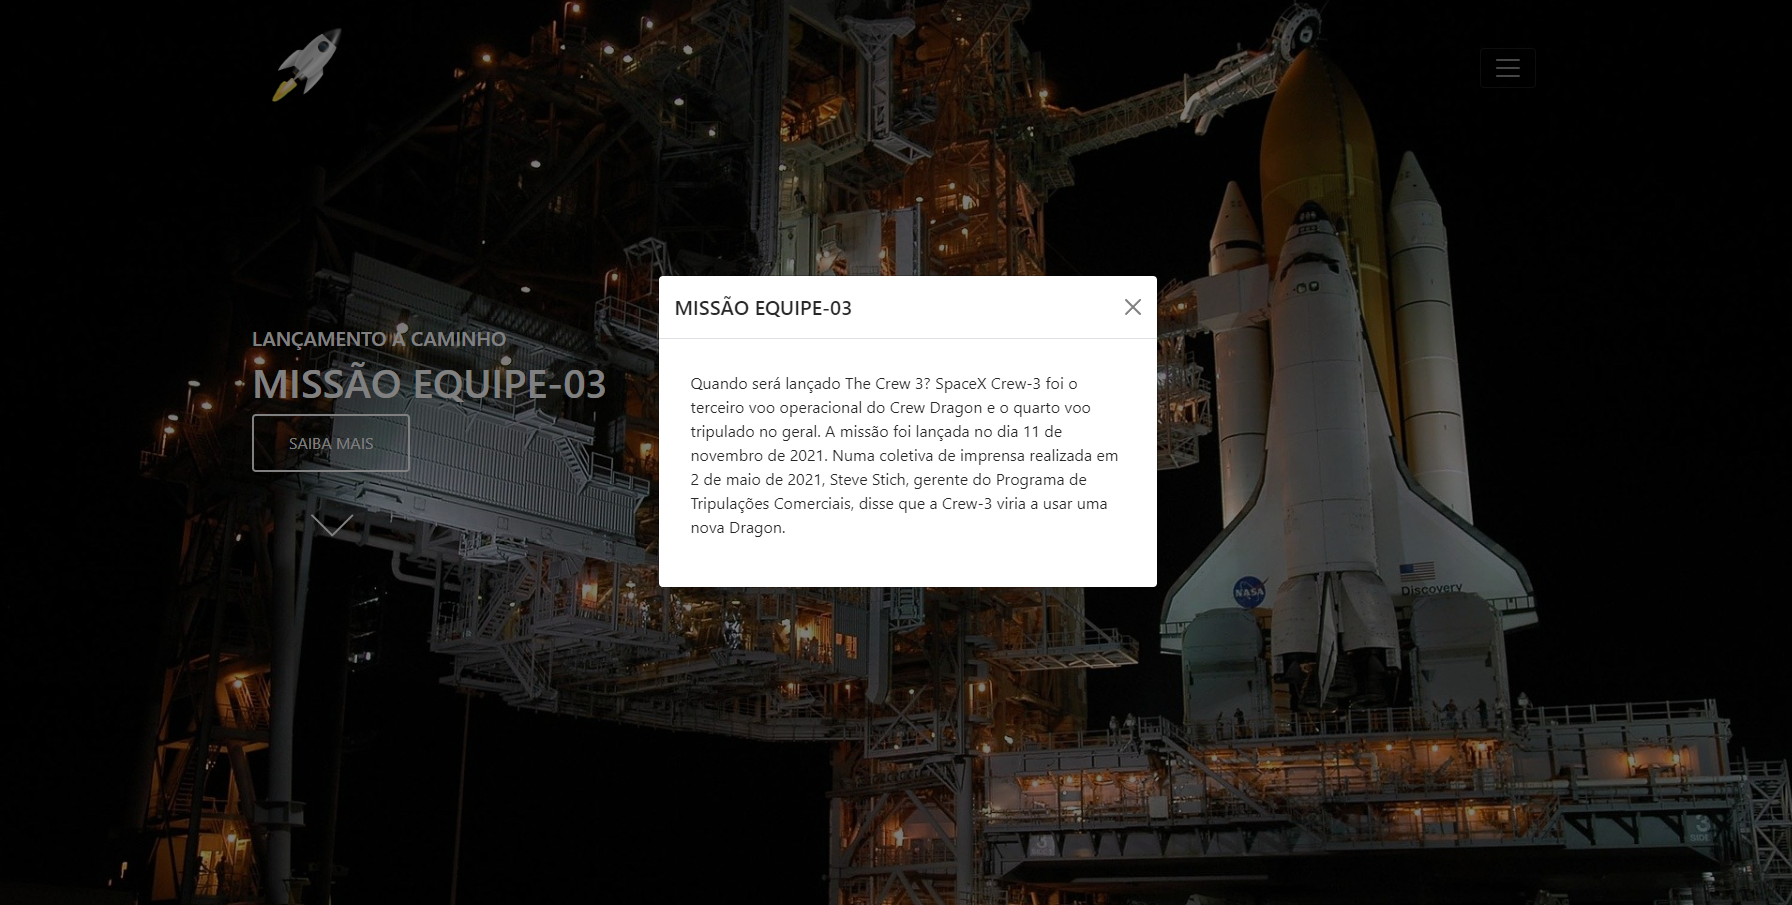 LANÇAMENTO A CAMINHO
MISSÃO EQUIPE-03
SAIBA MAIS
MISSÃO EQUIPE-03
Quando será lançado The Crew 3? SpaceX Crew-3 foi o
terceiro voo operacional do Crew Dragon e o quarto voo
tripulado no geral. A missão foi lançada no dia 11 de
novembro de 2021. Numa coletiva de imprensa realizada em
2 de maio de 2021, Steve Stich, gerente do Programa de
Tripulações Comerciais, disse que a Crew-3 viria a usar uma
nova Dragon.
NASA
Discovery
3
3
SIDE